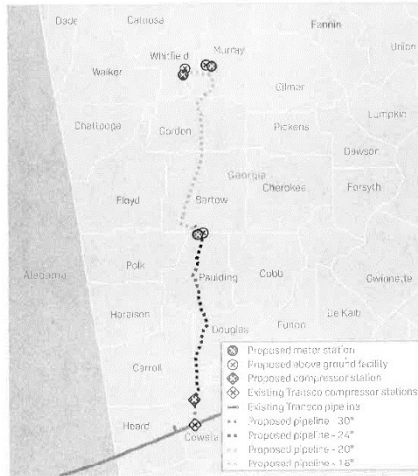 Dade
Catoosa
Fannin
Union
Whitfield
Murray
Walker
Gilmer
Lumpkin
Chattooga
Gordon
Pickens
Dawson
Georgia
Floyd
Bartow
Cherokee
Forsyth
Alabama
Polk
Paulding
Cobb
Gwinnette
Haralson
De Kalb
Douglas
Fulton
Carroll
Heard
Coweta
Proposed meter station
Proposed above ground facility
Proposed compressor station
Existing Transco compressor stations
Existing Transco pipeline
Proposed pipeline - 30"
Proposed pipeline - 24"
Proposed pipeline - 20"
Proposed pipeline - 16"